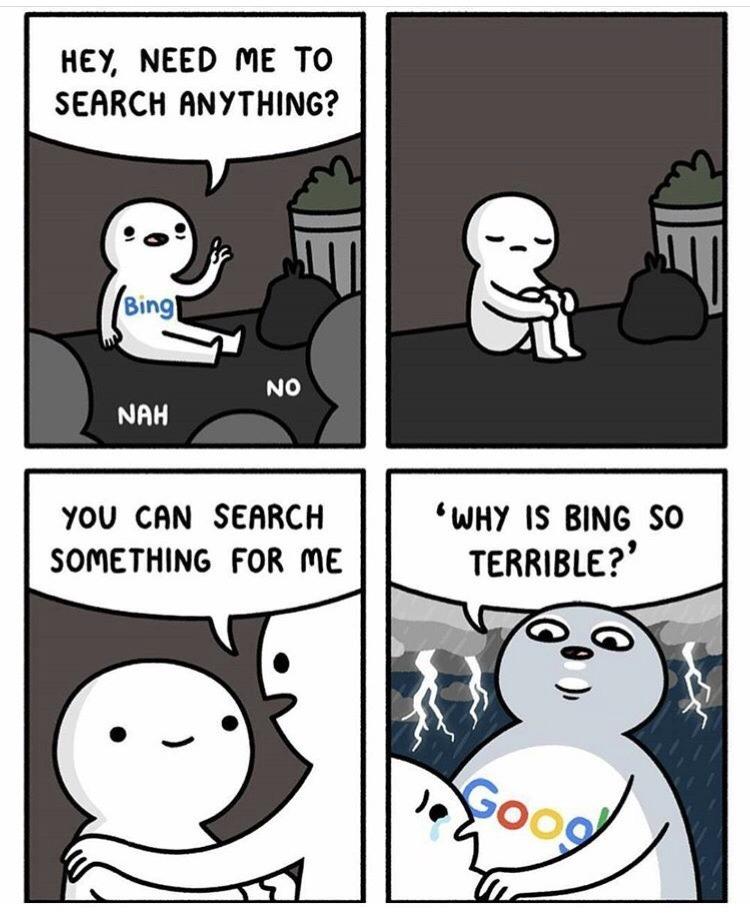 HEY, NEED ME TO
SEARCH ANYTHING?
Bing
NO
NAH
YOU CAN SEARCH
SOMETHING FOR ME
‘WHY IS BING SO
TERRIBLE?’
Googl